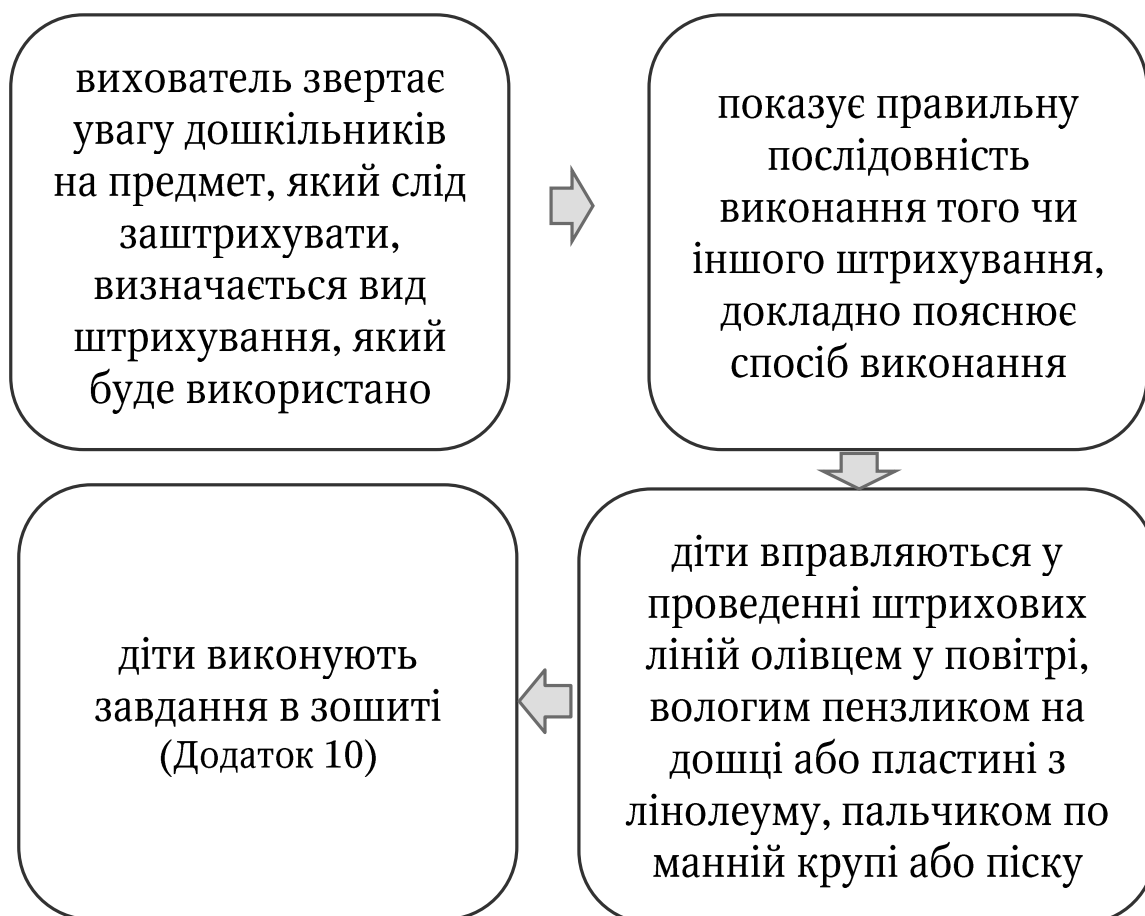 вихователь звертає
увагу дошкільників
на предмет, який слід
заштрихувати,
визначається вид
штрихування, який
буде використано
показує правильну
послідовність
виконання того чи
іншого штрихування,
докладно пояснює
спосіб виконання
діти вправляються у
проведенні штрихових
ліній олівцем у повітрі,
вологим пензликом на
дошці або пластині з
лінолеуму, пальчиком по
манній крупі або піску
діти виконують
завдання в зошиті
(Додаток 10)